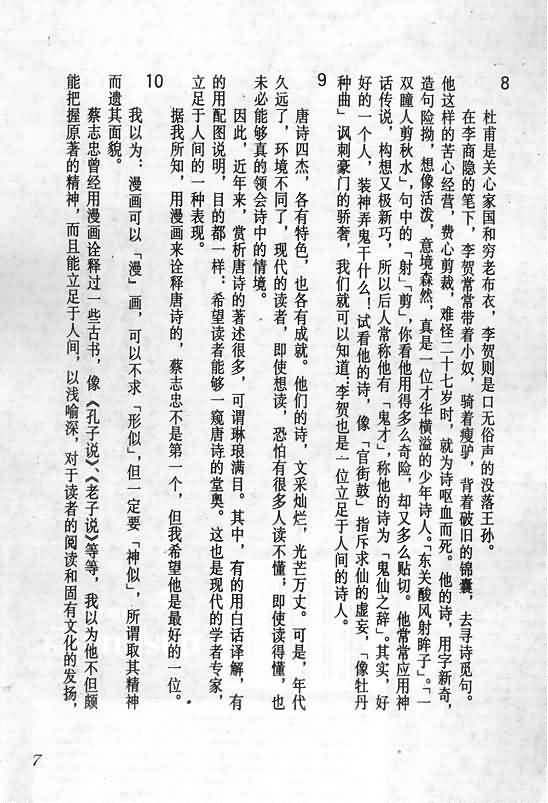 8
杜甫是关心家国和穷老布衣，李贺则是口无俗声的没落王孙。
在李商隐的笔下，李贺常常带着小奴，骑着瘦驴，背着破旧的锦囊，去寻诗觅句。
他这样的苦心经营，费心剪裁，难怪二十七岁时，就为诗呕血而死。他的诗，用字新奇，
造句险拗，想像活泼，意境森然，真是一位才华横溢的少年诗人。「东关酸风射眸子」。「一
双瞳人剪秋水」，句中的「射」「剪」，你看他用得多么奇险，却又多么贴切。他常常应用神
话传说，构想又极新巧，所以后人常称他有「鬼才」，称他的诗为「鬼仙之辞」。其实，好
好的一个人，装神弄鬼干什么！试看他的诗，像「官街鼓」指斥求仙的虚妄，「像牡丹
种曲」讽刺豪门的骄奢，我们就可以知道，李贺也是一位立足于人间的诗人。
9
唐诗四杰，各有特色，也各有成就。他们的诗，文采灿烂，光芒万丈。可是，年代
久远了，环境不同了，现代的读者，即使想读，恐怕有很多人读不懂；即使读得懂，也
未必能够真的领会诗中的情境。
因此，近年来，赏析唐诗的著述很多，可谓琳琅满目。其中，有的用白话译解，有
的用配图说明，目的都一样：希望读者能够一窥唐诗的堂奥。这也是现代的学者专家，
立足于人间的一种表现。
据我所知，用漫画来诠释唐诗的，蔡志忠不是第一个，但我希望他是最好的一位。
10
我以为：漫画可以「漫」画，可以不求「形似」，但一定要「神似」，所谓取其精神
而遗其面貌。
蔡志忠曾经用漫画诠释过一些古书，像《孔子说》、《老子说》等等，我以为他不但颇
能把握原著的精神，而且能立足于人间，以浅喻深，对于读者的阅读和固有文化的发扬，
7